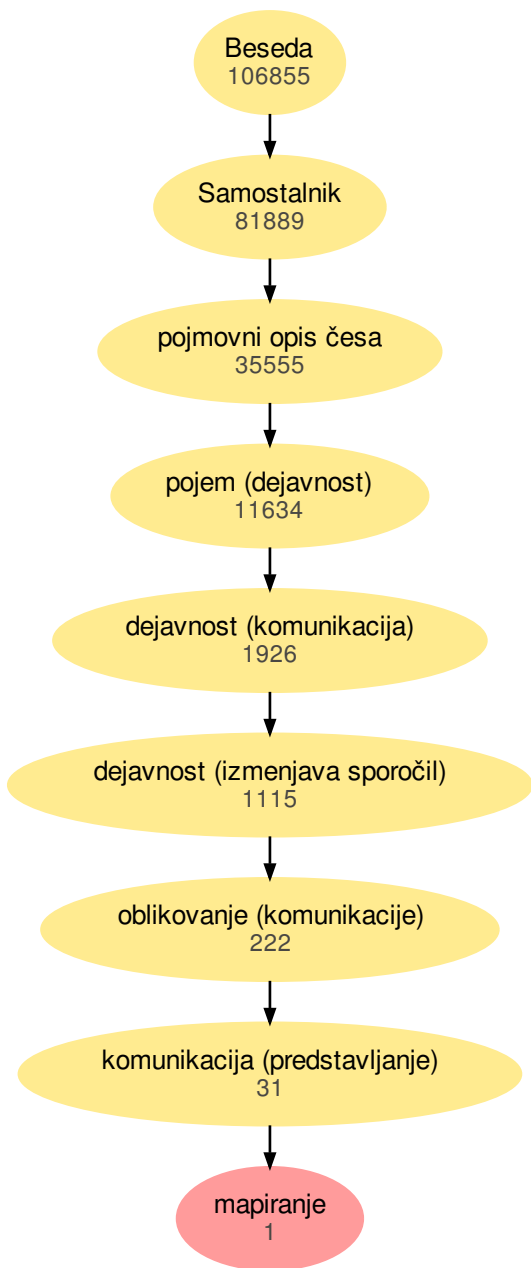 Beseda
106855
Samostalnik
81889
pojmovni opis česa
35555
pojem (dejavnost)
11634
dejavnost (komunikacija)
1926
dejavnost (izmenjava sporočil)
1115
oblikovanje (komunikacije)
222
komunikacija (predstavljanje)
31
mapiranje
1